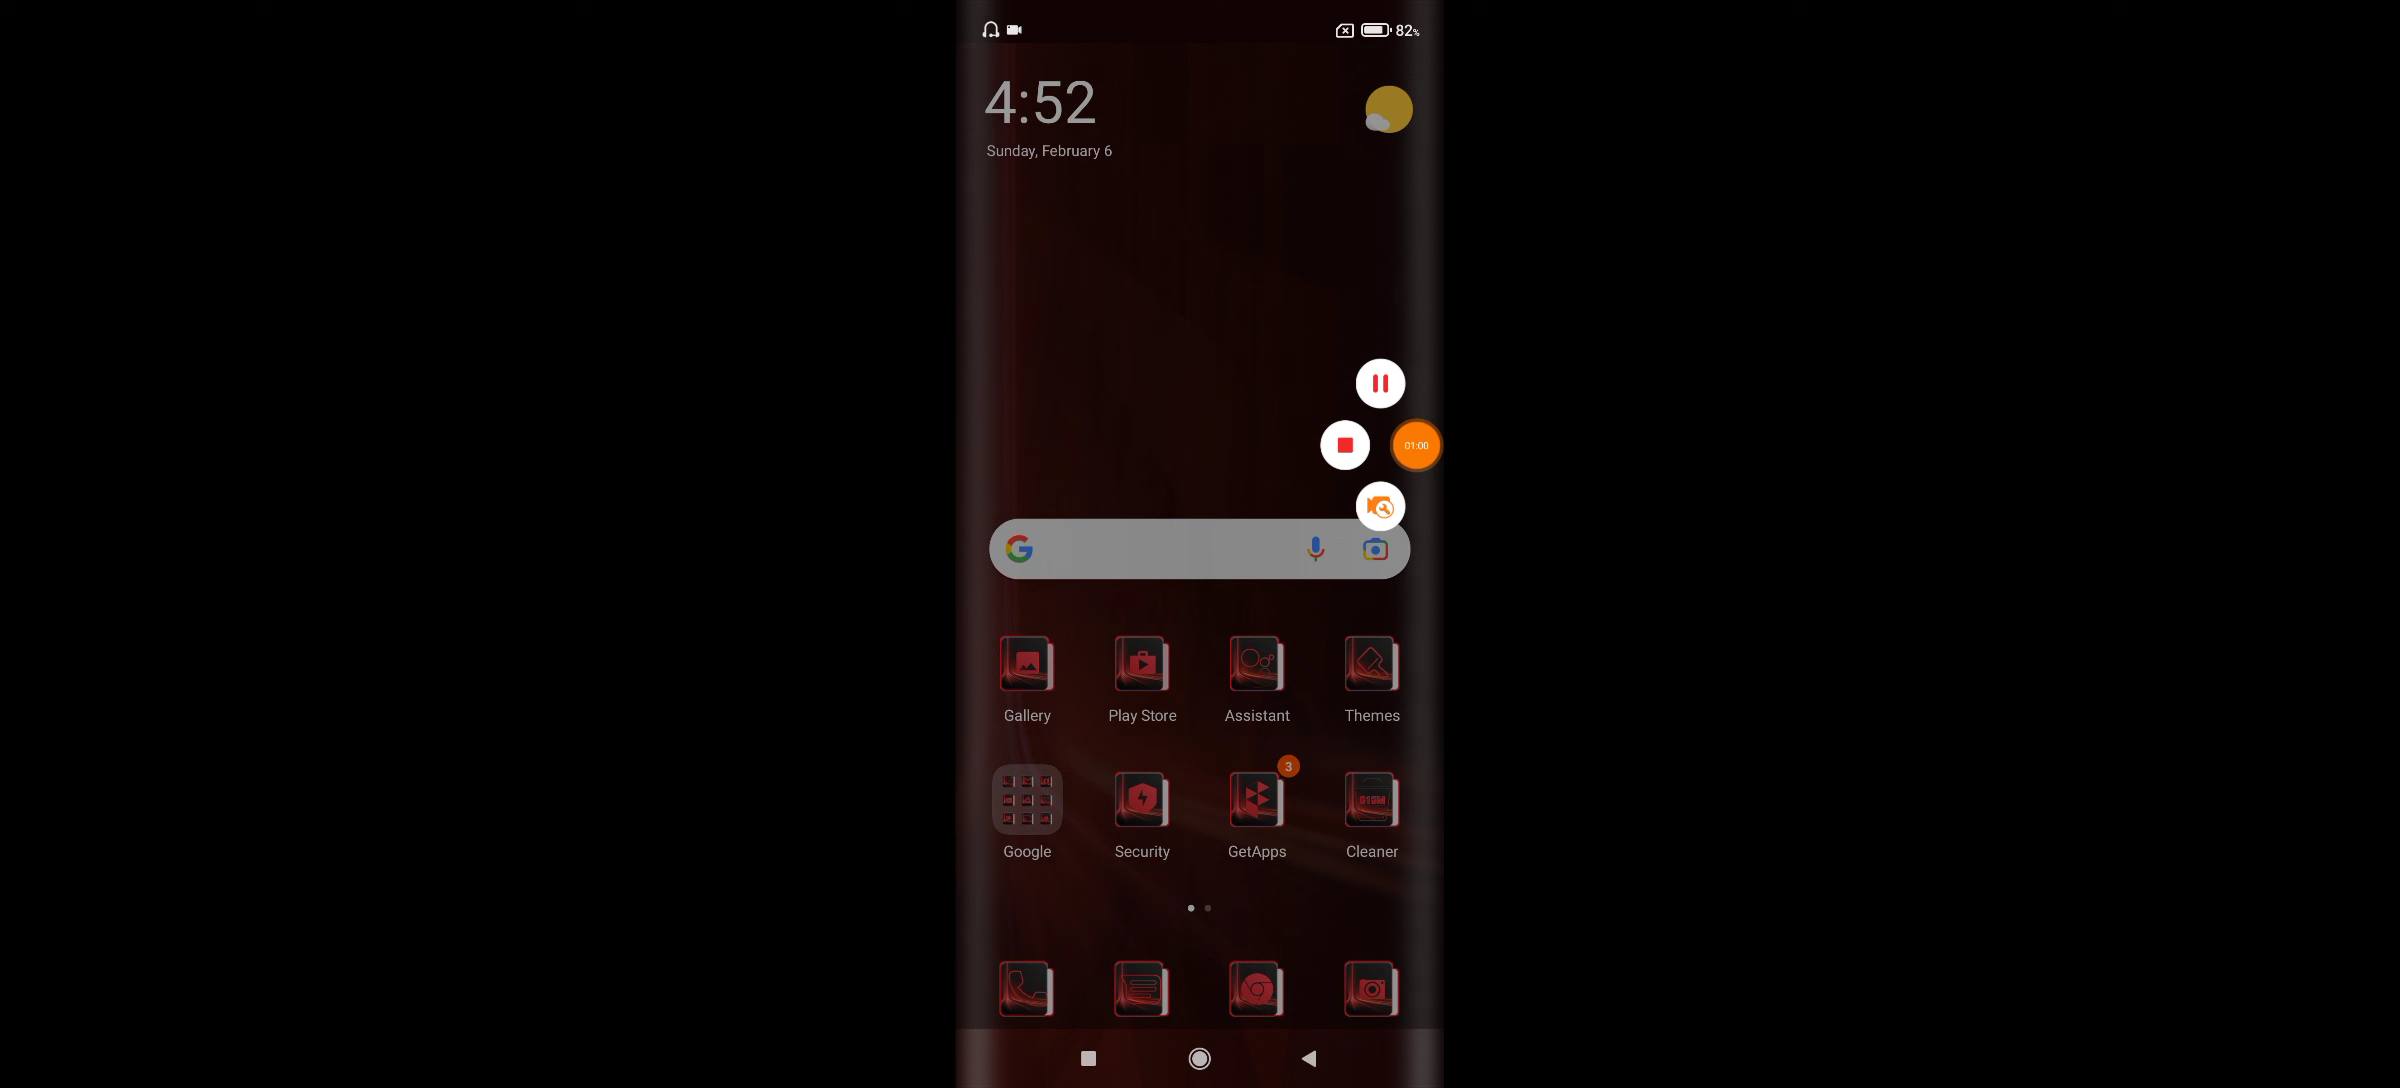 82%
4:52
Sunday, February 6
01:00
Gallery Play Store Assistant Themes
3
Google Security GetApps Cleaner